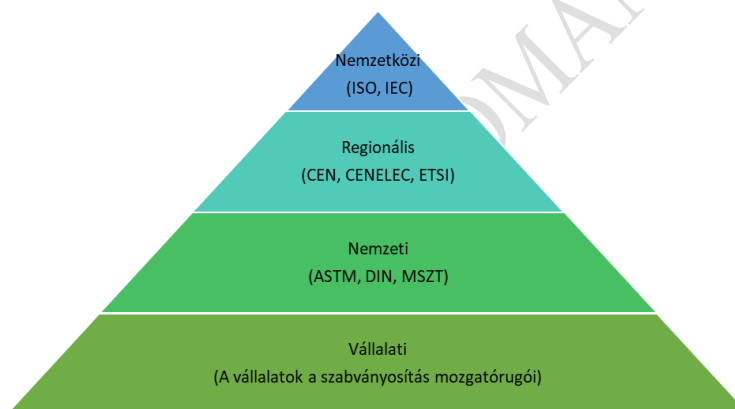 Nemzetközi
(ISO, IEC)
Regionális
(CEN, CENELEC, ETSI)
Nemzeti
(ASTM, DIN, MSZT)
Vállalati
(A vállalatok a szabványosítás mozgatórugói)